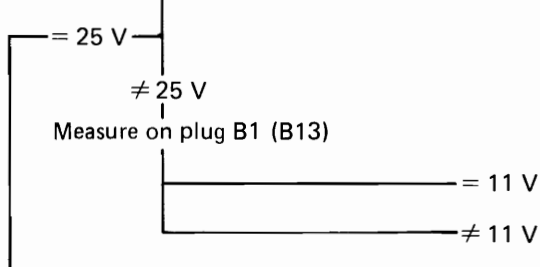 = 25 V
≠ 25 V
Measure on plug B1 (B13)
= 11 V
≠ 11 V